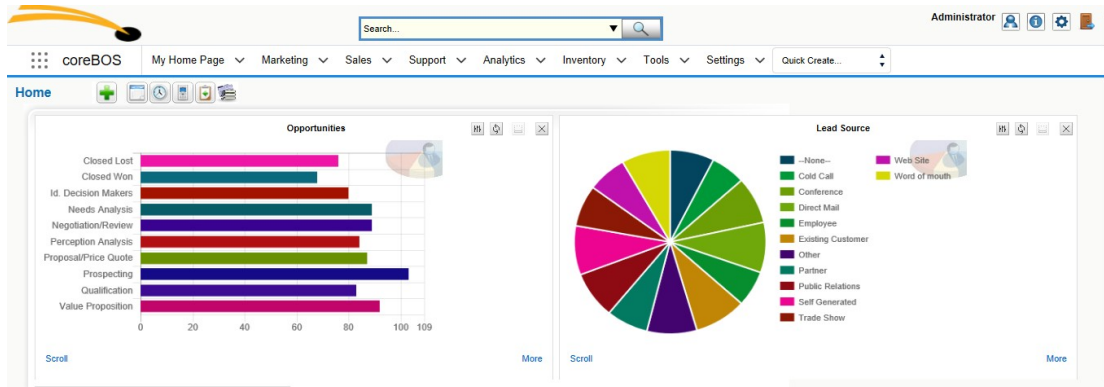 Search...
Administrator
coreBOS My Home Page Marketing Sales Support Analytics Inventory Tools Settings Quick Create...
Home
Opportunities
Closed Lost
Closed Won
Id. Decision Makers
Needs Analysis
Negotiation/Review
Perception Analysis
Proposal/Price Quote
Prospecting
Qualification
Value Proposition
0 20 40 60 80 100 109
Scroll More
Lead Source
--None-- Web Site
Cold Call Word of mouth
Conference
Direct Mail
Employee
Existing Customer
Other
Partner
Public Relations
Self Generated
Trade Show
Scroll More